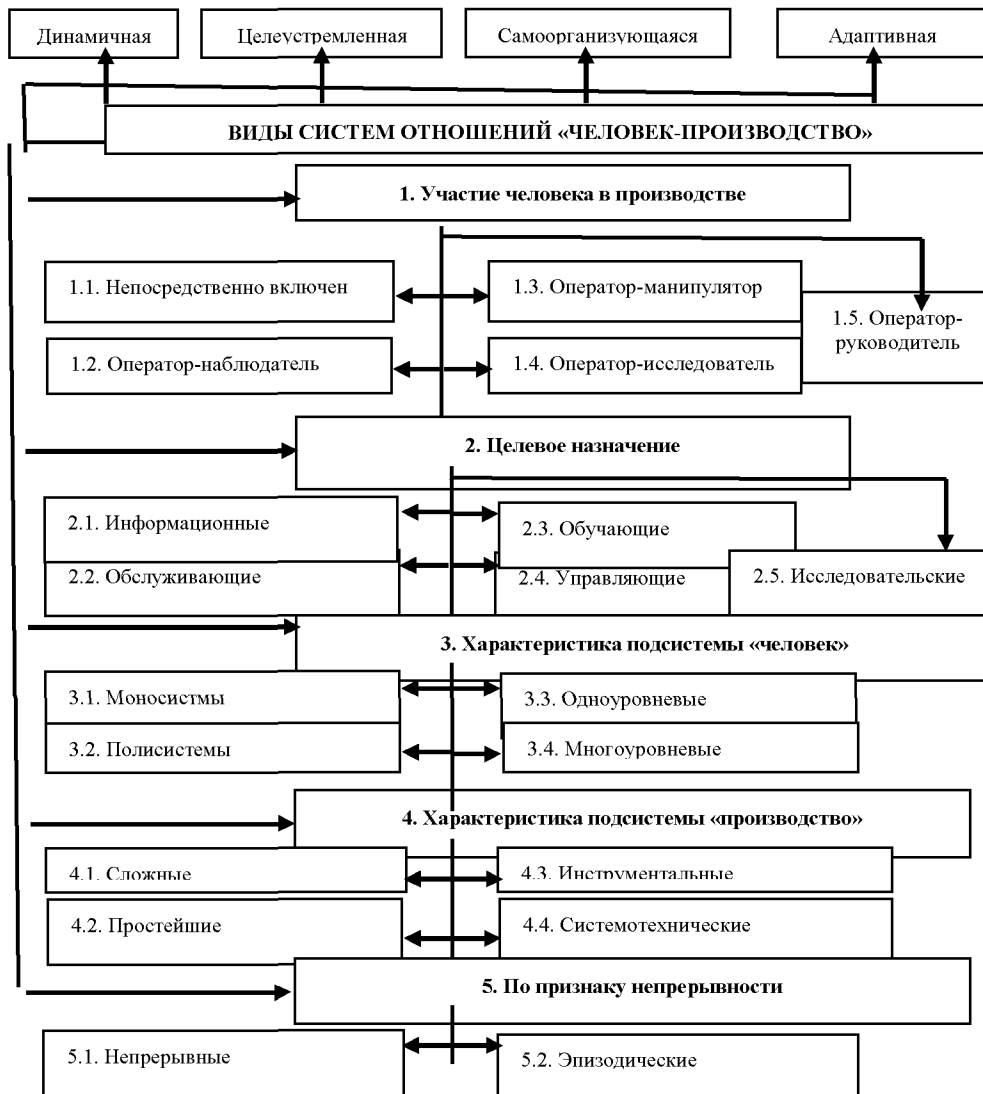 Динамичная
Целеустремленная
Самоорганизующаяся
Адаптивная
ВИДЫ СИСТЕМ ОТНОШЕНИЙ «ЧЕЛОВЕК-ПРОИЗВОДСТВО»
1. Участие человека в производстве
1.1. Непосредственно включен
1.3. Оператор-манипулятор
1.5. Оператор-
руководитель
1.2. Оператор-наблюдатель
1.4. Оператор-исследователь
2. Целевое назначение
2.1. Информационные
2.3. Обучающие
2.2. Обслуживающие
2.4. Управляющие
2.5. Исследовательские
3. Характеристика подсистемы «человек»
3.1. Моносистмы
3.3. Одноуровневые
3.2. Полисистемы
3.4. Многоуровневые
4. Характеристика подсистемы «производство»
4.1. Сложные
4.3. Инструментальные
4.2. Простейшие
4.4. Системотехнические
5. По признаку непрерывности
5.1. Непрерывные
5.2. Эпизодические